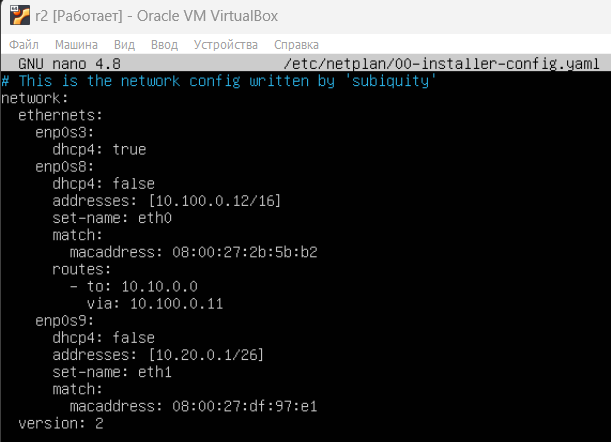 r2 [Работает] - Oracle VM VirtualBox
Файл Машина Вид Ввод Устройства Справка
GNU nano 4.8 /etc/netplan/00-installer-config.yaml
# This is the network config written by 'subiquity'
network:
  ethernets:
    enp0s3:
      dhcp4: true
    enp0s8:
      dhcp4: false
      addresses: [10.100.0.12/16]
      set-name: eth0
      match:
        macaddress: 08:00:27:2b:5b:b2
      routes:
        - to: 10.10.0.0
          via: 10.100.0.11
    enp0s9:
      dhcp4: false
      addresses: [10.20.0.1/26]
      set-name: eth1
      match:
        macaddress: 08:00:27:df:97:e1
  version: 2